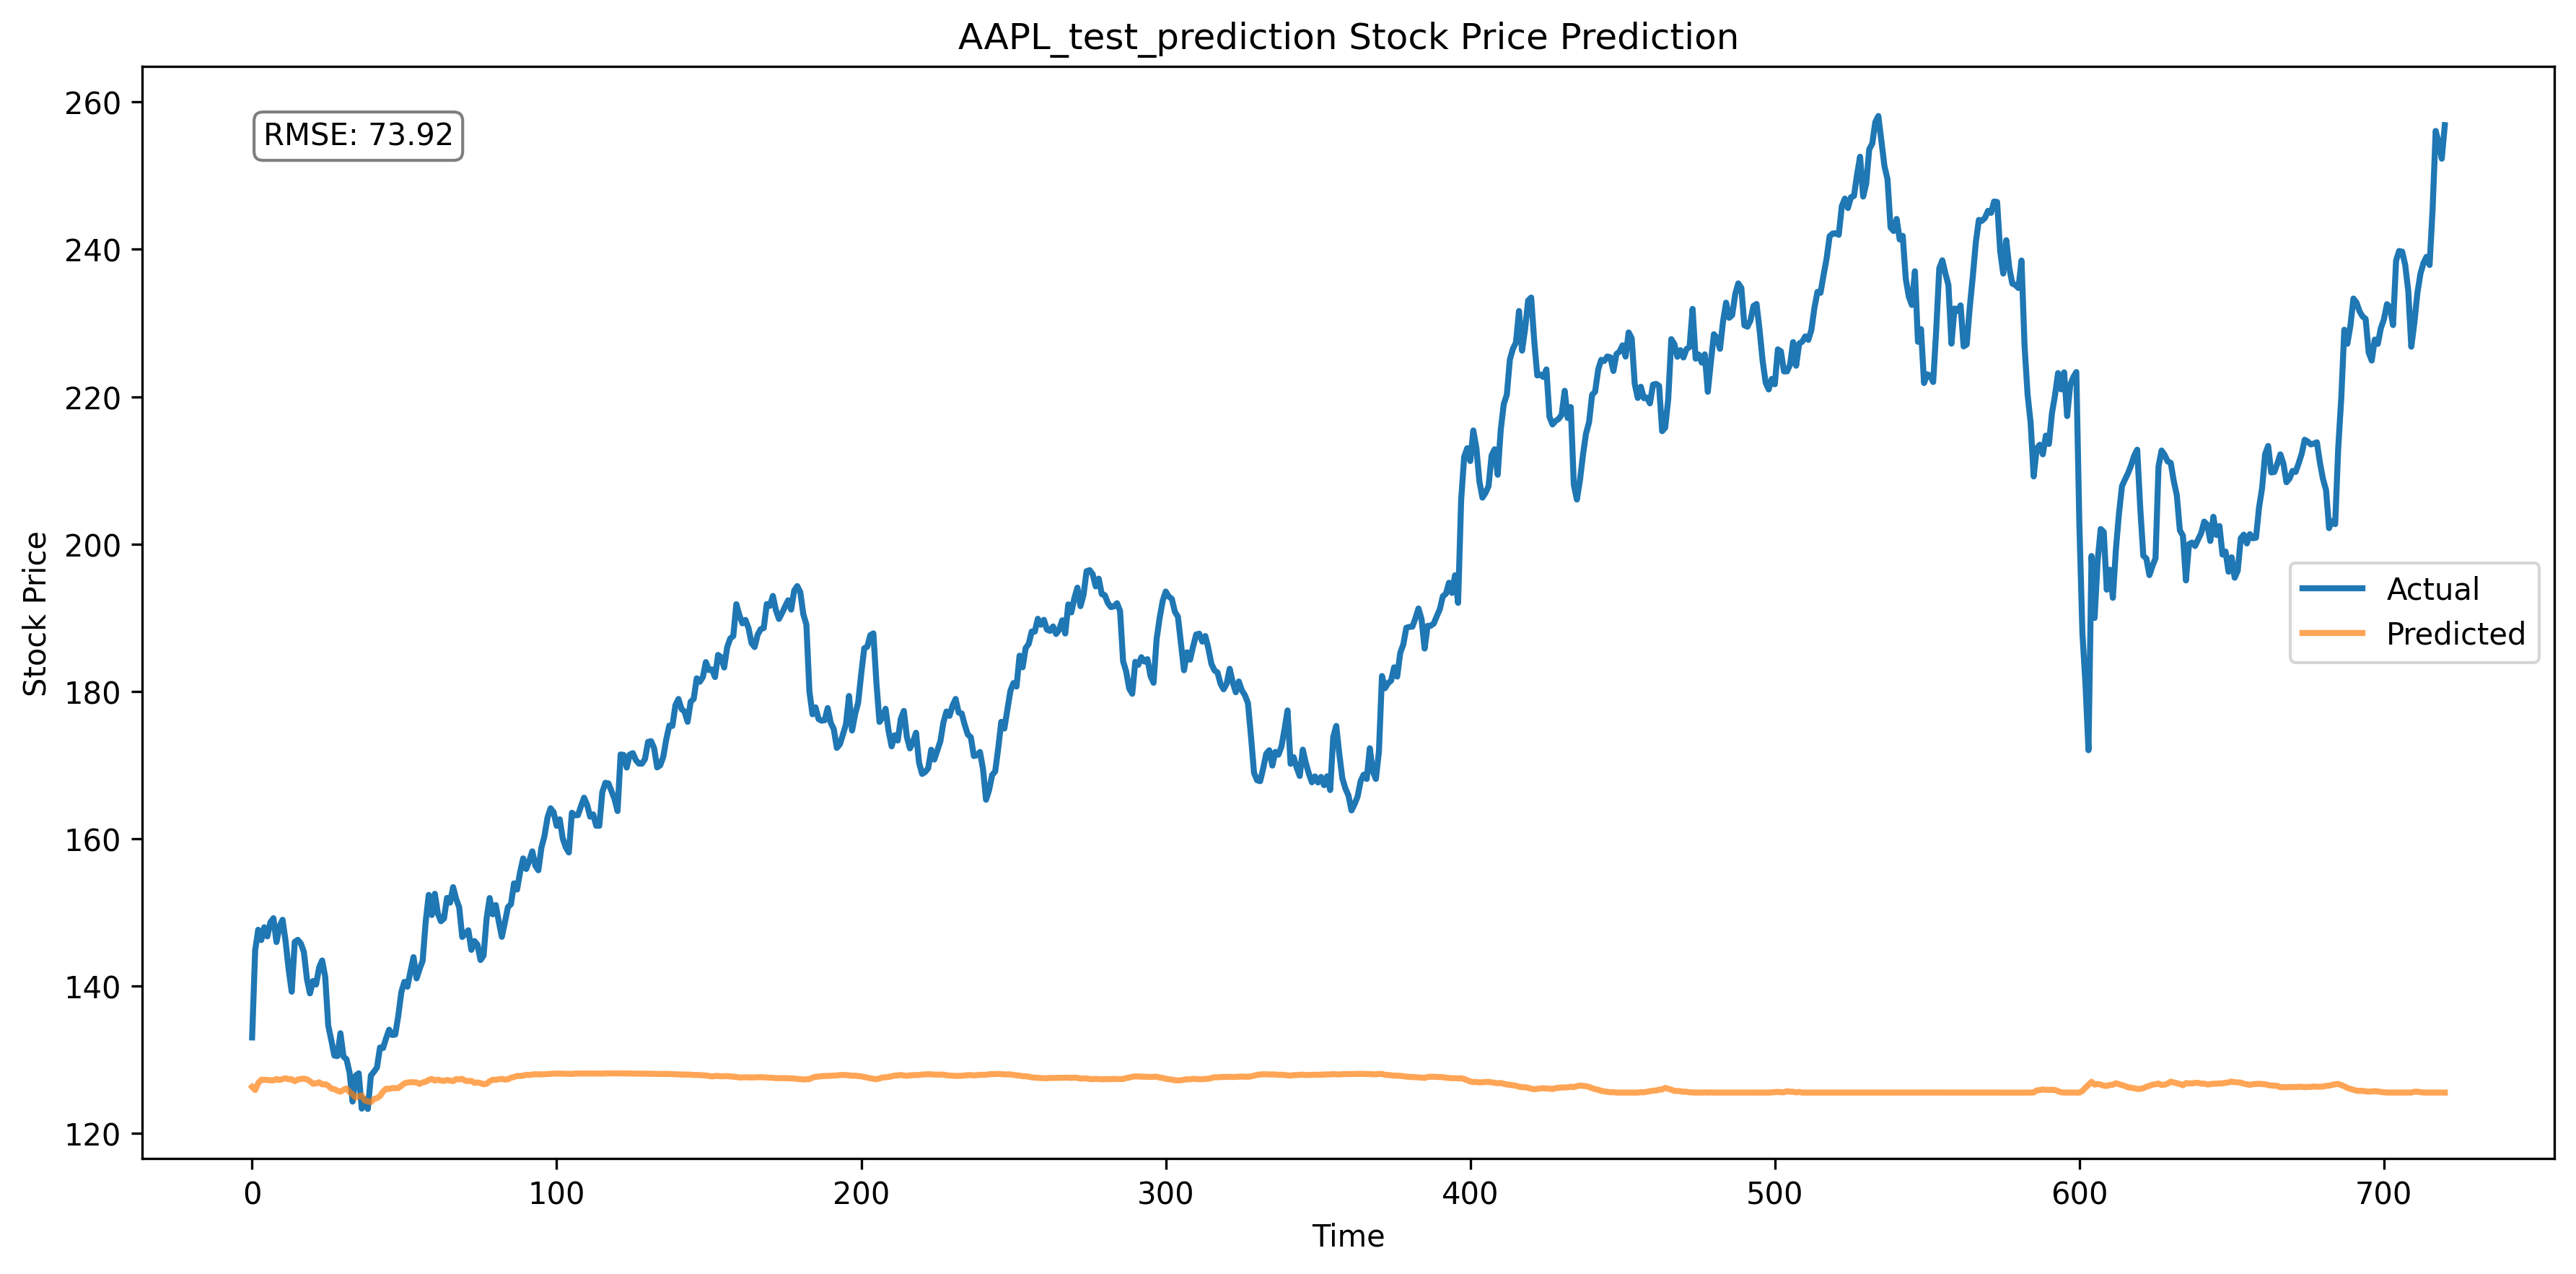 AAPL_test_prediction Stock Price Prediction
RMSE: 73.92
260
240
220
200
180
160
140
120
Stock Price
Actual
Predicted
0 100 200 300 400 500 600 700
Time